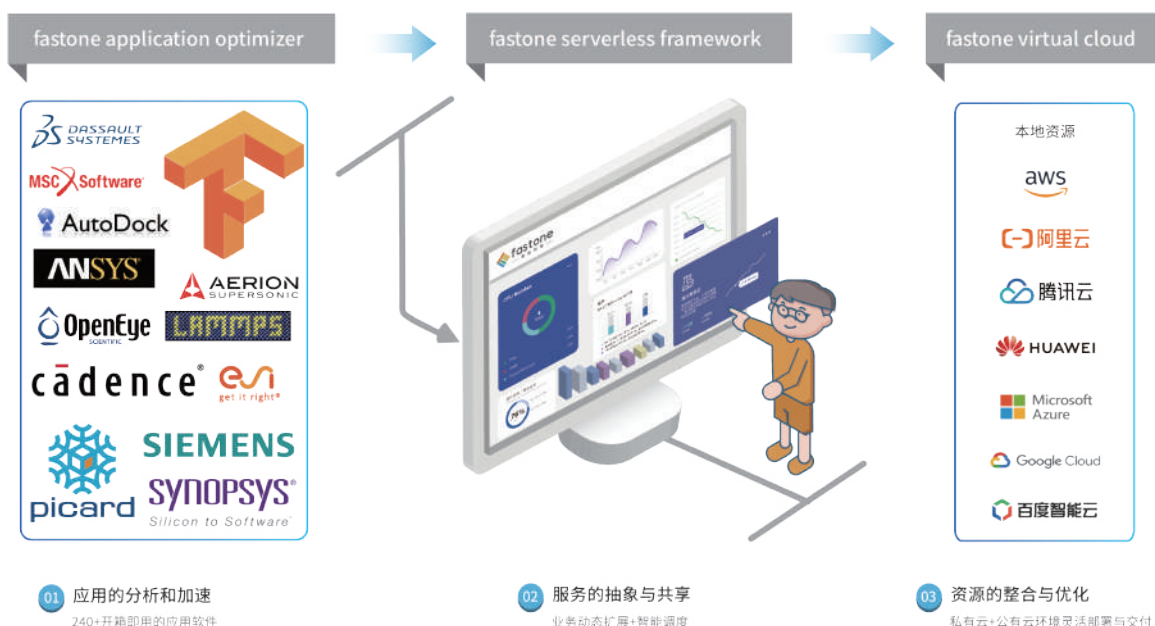 fastone application optimizer
fastone serverless framework
fastone virtual cloud
DASSAULT
SYSTEMES
MSC Software
AutoDock
ANSYS
AERION
SUPERSONIC
OpenEye
SCIENTIFIC
LAMMPS
cādence®
esi
get it right®
picard
SIEMENS
SYNOPSYS®
Silicon to Software
fastone
76%
本地资源
aws
阿里云
腾讯云
HUAWEI
Microsoft
Azure
Google Cloud
百度智能云
01 应用的分析和加速
240+开箱即用的应用软件
02 服务的抽象与共享
业务动态扩展+智能调度
03 资源的整合与优化
私有云+公有云环境灵活部署与交付